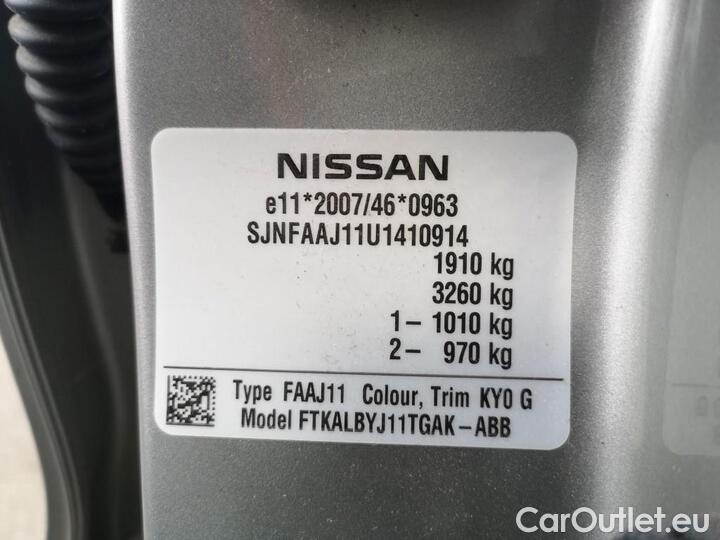 NISSAN
e11*2007/46*0963
SJNFAAJ11U1410914
1910 kg
3260 kg
1– 1010 kg
2– 970 kg
Type FAAJ11 Colour, Trim KY0 G
Model FTKALBYJ11TGAK–ABB
CarOutlet.eu